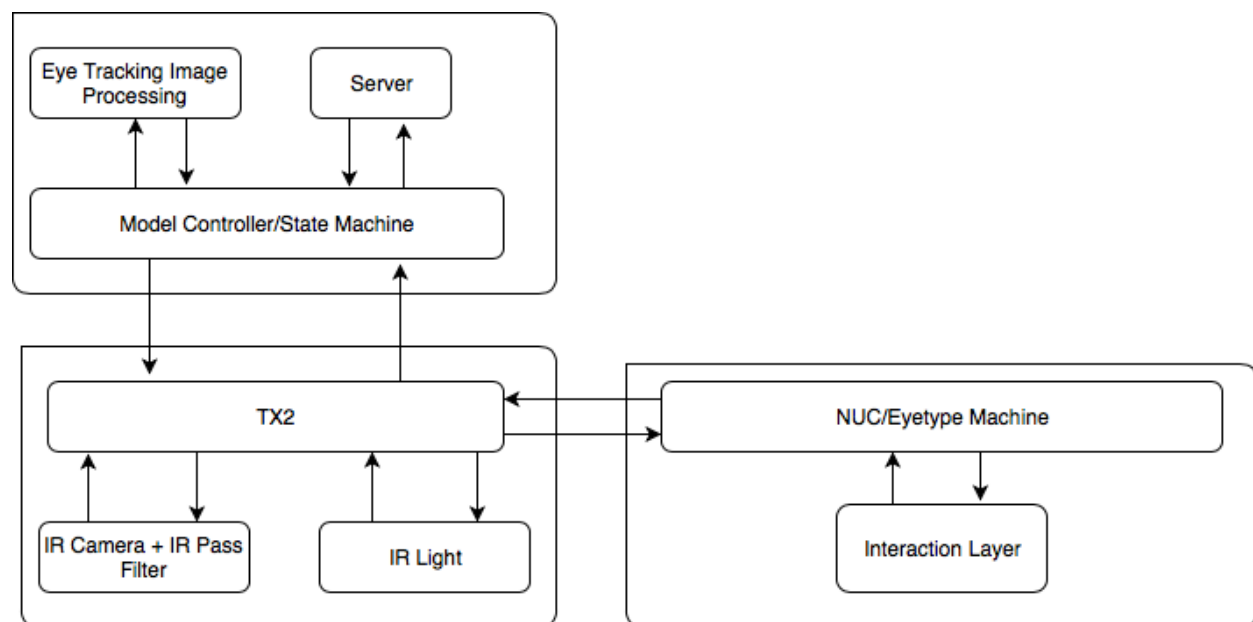 Eye Tracking Image
Processing
Server
Model Controller/State Machine
TX2
NUC/Eyetype Machine
IR Camera + IR Pass
Filter
IR Light
Interaction Layer